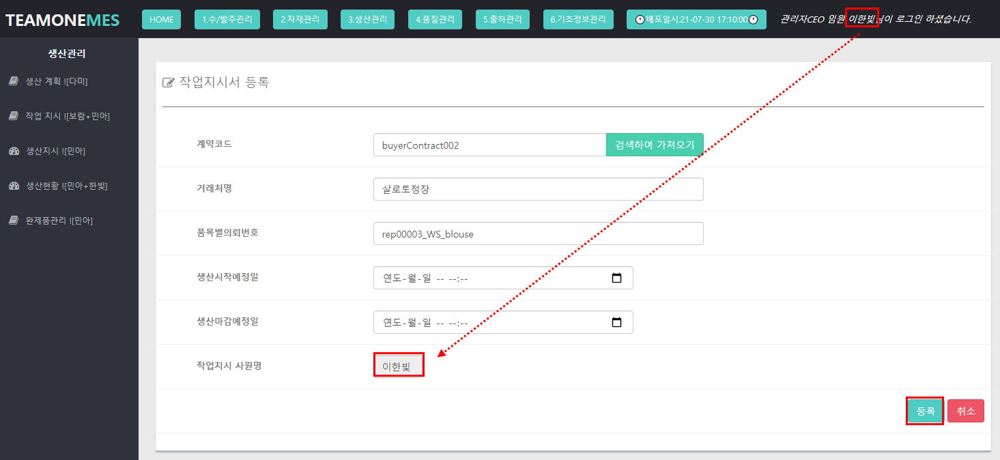 TEAMONEMES
HOME
1.수/발주관리
2.자재관리
3.생산관리
4.품질관리
5.출하관리
6.기초정보관리
배포일시:21-07-30 17:10:00
관리자CEO 임원 이한빛님이 로그인 하셨습니다.
생산관리
생산 계획 ![다미]
작업 지시 ![보람+민아]
생산지시 ![민아]
생산현황 ![민아+한빛]
완제품관리 ![민아]
작업지시서 등록
계약코드
buyerContract002
검색하여 가져오기
거래처명
살로토정장
품목별의뢰번호
rep00003_WS_blouse
생산시작예정일
연도-월-일 -- --:--
생산마감예정일
연도-월-일 -- --:--
작업지시 사원명
이한빛
등록
취소